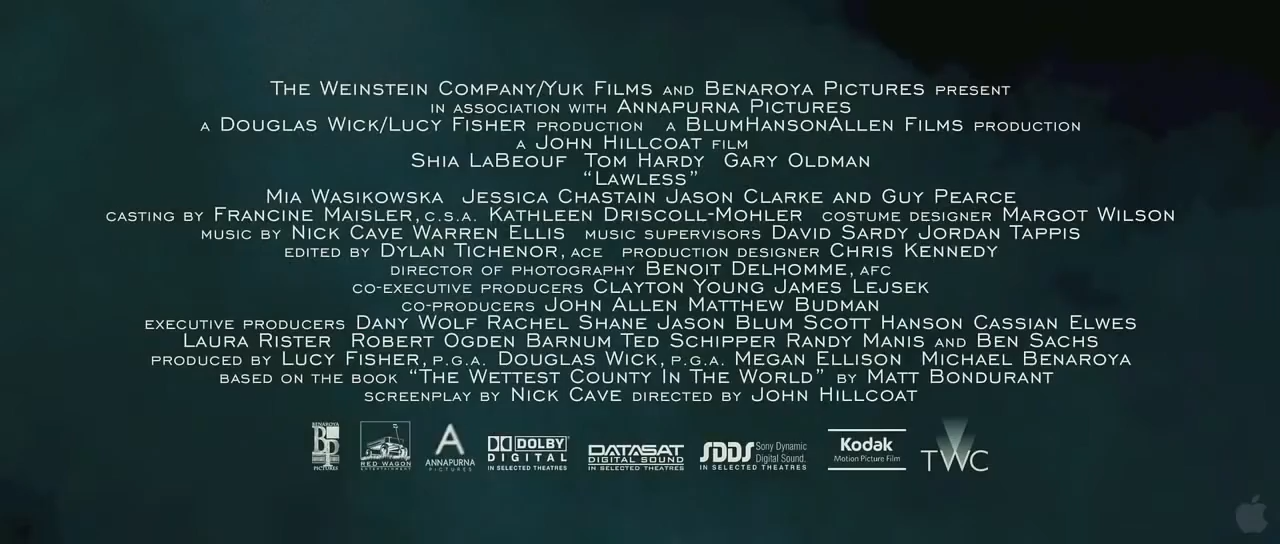 The Weinstein Company/Yuk Films and Benaroya Pictures present
in association with Annapurna Pictures
a Douglas Wick/Lucy Fisher production a BlumHansonAllen Films production
a John Hillcoat film
Shia LaBeouf Tom Hardy Gary Oldman
“Lawless”
Mia Wasikowska Jessica Chastain Jason Clarke and Guy Pearce
casting by Francine Maisler, c.s.a. Kathleen Driscoll-Mohler costume designer Margot Wilson
music by Nick Cave Warren Ellis music supervisors David Sardy Jordan Tappis
edited by Dylan Tichenor, ace production designer Chris Kennedy
director of photography Benoit Delhomme, afc
co-executive producers Clayton Young James Lejsek
co-producers John Allen Matthew Budman
executive producers Dany Wolf Rachel Shane Jason Blum Scott Hanson Cassian Elwes
Laura Rister Robert Ogden Barnum Ted Schipper Randy Manis and Ben Sachs
produced by Lucy Fisher, p.g.a. Douglas Wick, p.g.a. Megan Ellison Michael Benaroya
based on the book “The Wettest County In The World” by Matt Bondurant
screenplay by Nick Cave directed by John Hillcoat
BENAROYA
BP
PICTURES
RED WAGON
ENTERTAINMENT
A
ANNAPURNA
PICTURES
DOLBY
DIGITAL
IN SELECTED THEATRES
DATASAT
DIGITAL SOUND
IN SELECTED THEATRES
SDDS Sony Dynamic
Digital Sound.
IN SELECTED THEATRES
Kodak
Motion Picture Film
TWC